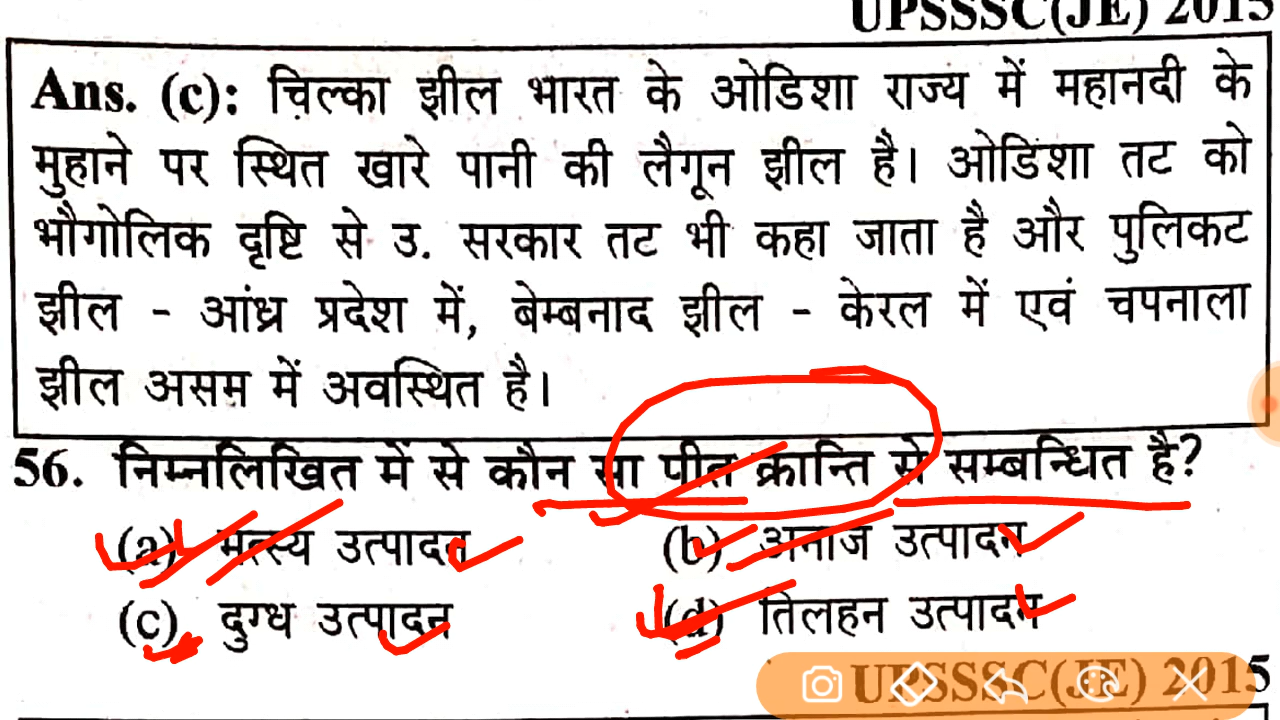 UPSSSC(JE) 2015
Ans. (c): चिल्का झील भारत के ओडिशा राज्य में महानदी के
मुहाने पर स्थित खारे पानी की लैगून झील है। ओडिशा तट को
भौगोलिक दृष्टि से उ. सरकार तट भी कहा जाता है और पुलिकट
झील - आंध्र प्रदेश में, बेम्बनाद झील - केरल में एवं चपनाला
झील असम में अवस्थित है।
56. निम्नलिखित में से कौन सा पीत क्रान्ति से सम्बन्धित है?
(a) मत्स्य उत्पादन (b) अनाज उत्पादन
(c) दुग्ध उत्पादन (d) तिलहन उत्पादन
UPSSSC(JE) 2015